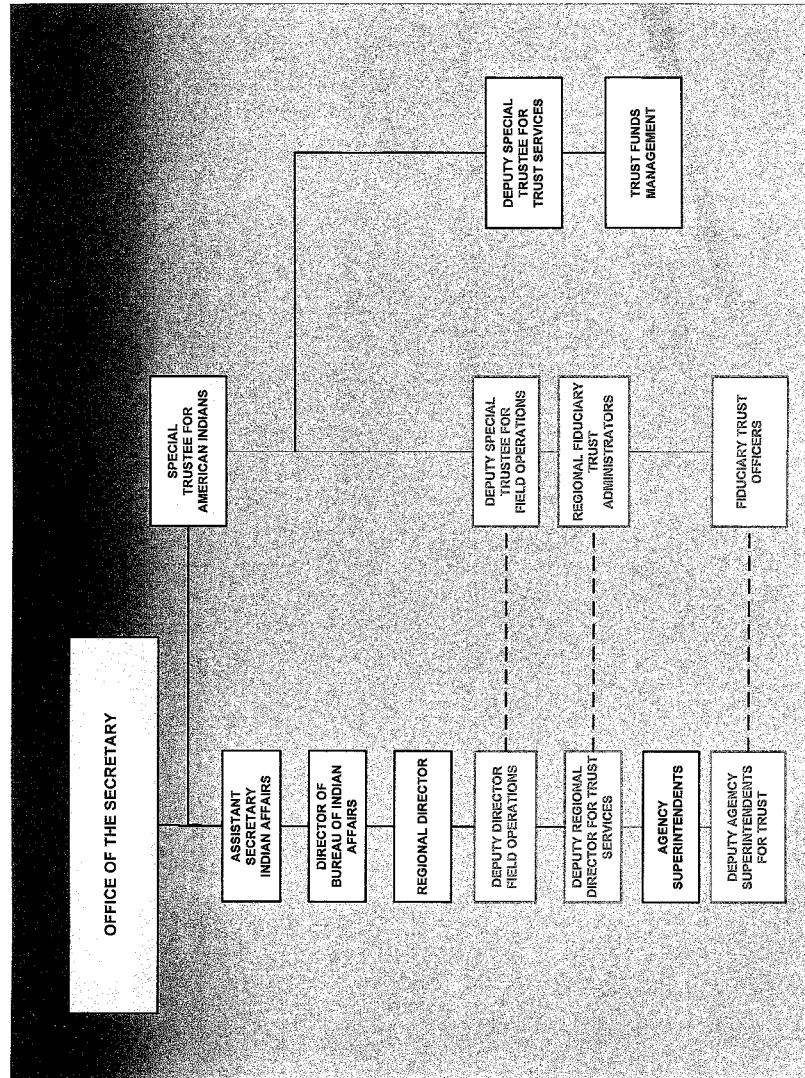 OFFICE OF THE SECRETARY
SPECIAL
TRUSTEE FOR
AMERICAN INDIANS
ASSISTANT
SECRETARY
INDIAN AFFAIRS
DIRECTOR OF
BUREAU OF INDIAN
AFFAIRS
REGIONAL DIRECTOR
DEPUTY DIRECTOR
FIELD OPERATIONS
DEPUTY REGIONAL
DIRECTOR FOR TRUST
SERVICES
AGENCY
SUPERINTENDENTS
DEPUTY AGENCY
SUPERINTENDENTS
FOR TRUST
DEPUTY SPECIAL
TRUSTEE FOR
FIELD OPERATIONS
REGIONAL FIDUCIARY
TRUST
ADMINISTRATORS
FIDUCIARY TRUST
OFFICERS
DEPUTY SPECIAL
TRUSTEE FOR
TRUST SERVICES
TRUST FUNDS
MANAGEMENT